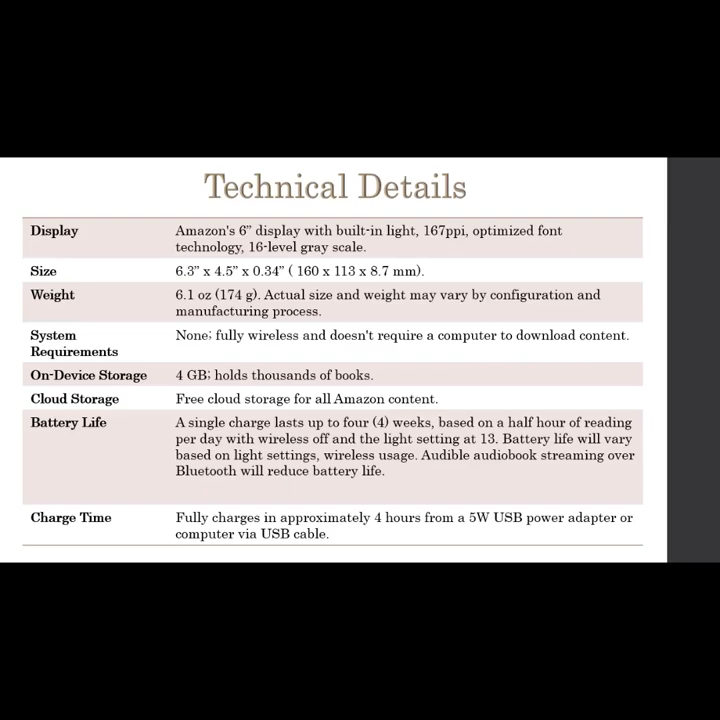 Technical Details
Display
Amazon's 6” display with built-in light, 167ppi, optimized font
technology, 16-level gray scale.
Size
6.3” x 4.5” x 0.34” ( 160 x 113 x 8.7 mm).
Weight
6.1 oz (174 g). Actual size and weight may vary by configuration and
manufacturing process.
System
Requirements
None; fully wireless and doesn't require a computer to download content.
On-Device Storage
4 GB; holds thousands of books.
Cloud Storage
Free cloud storage for all Amazon content.
Battery Life
A single charge lasts up to four (4) weeks, based on a half hour of reading
per day with wireless off and the light setting at 13. Battery life will vary
based on light settings, wireless usage. Audible audiobook streaming over
Bluetooth will reduce battery life.
Charge Time
Fully charges in approximately 4 hours from a 5W USB power adapter or
computer via USB cable.